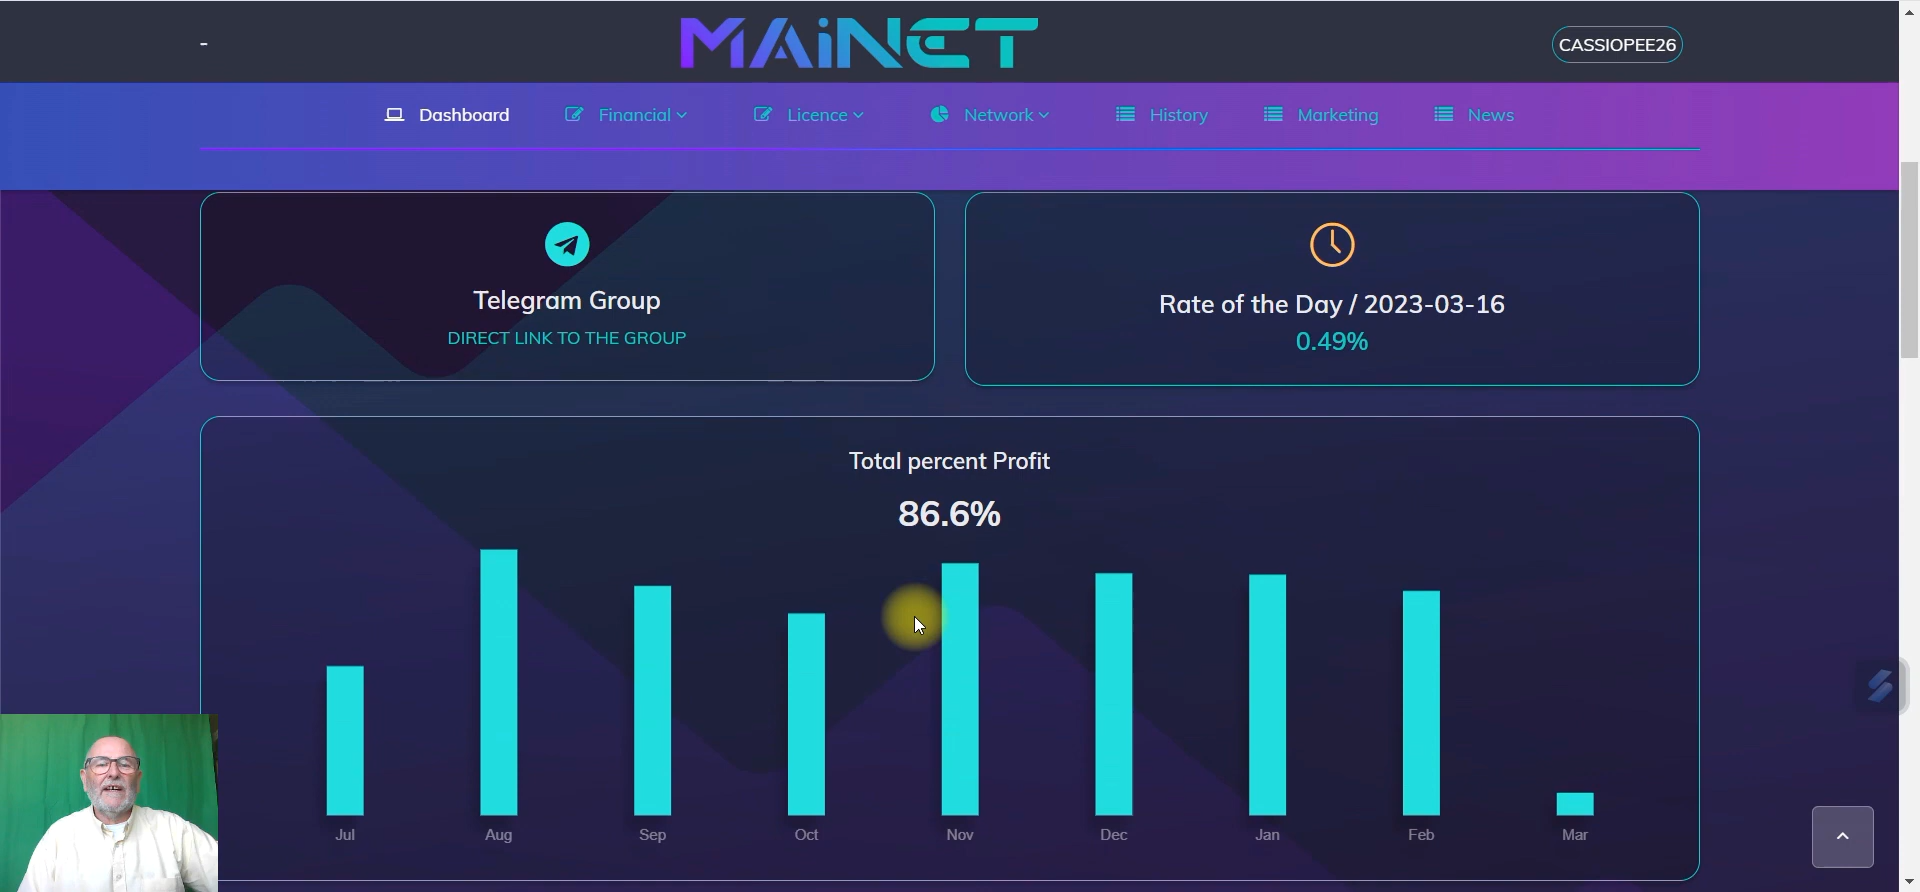 -
MAiNET
CASSIOPEE26
Dashboard
Financial
Licence
Network
History
Marketing
News
Telegram Group
DIRECT LINK TO THE GROUP
Rate of the Day / 2023-03-16
0.49%
Total percent Profit
86.6%
Jul Aug Sep Oct Nov Dec Jan Feb Mar